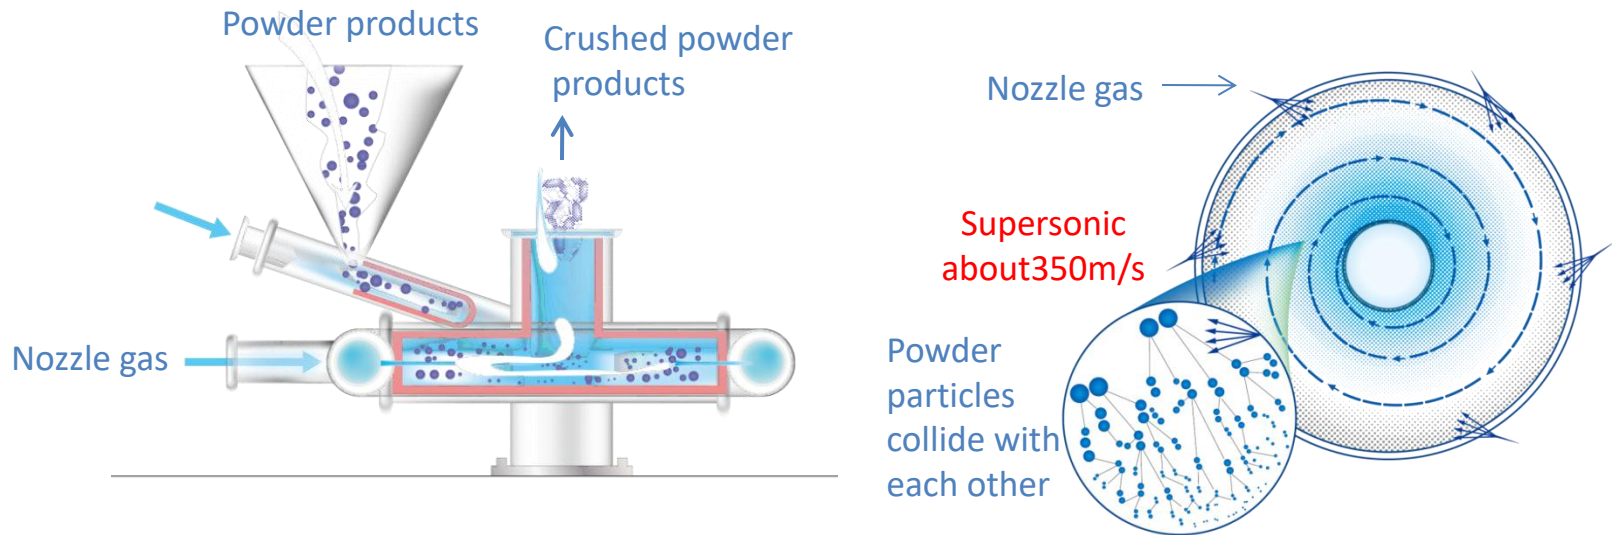 Powder products
Crushed powder
products
Nozzle gas
Nozzle gas
Supersonic
about350m/s
Powder
particles
collide with
each other